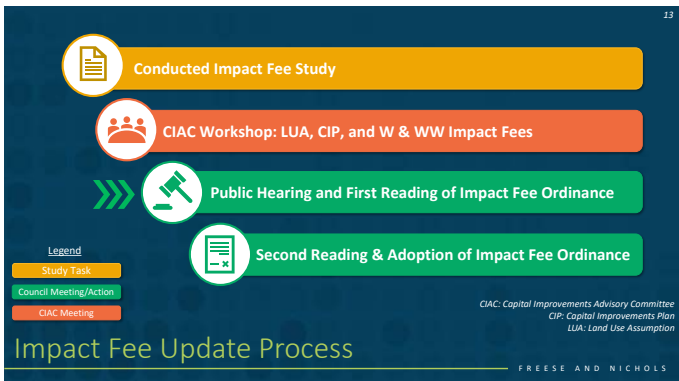 13
Conducted Impact Fee Study
CIAC Workshop: LUA, CIP, and W & WW Impact Fees
Public Hearing and First Reading of Impact Fee Ordinance
Second Reading & Adoption of Impact Fee Ordinance
Legend
Study Task
Council Meeting/Action
CIAC Meeting
CIAC: Capital Improvements Advisory Committee
CIP: Capital Improvements Plan
LUA: Land Use Assumption
Impact Fee Update Process
FREESE AND NICHOLS